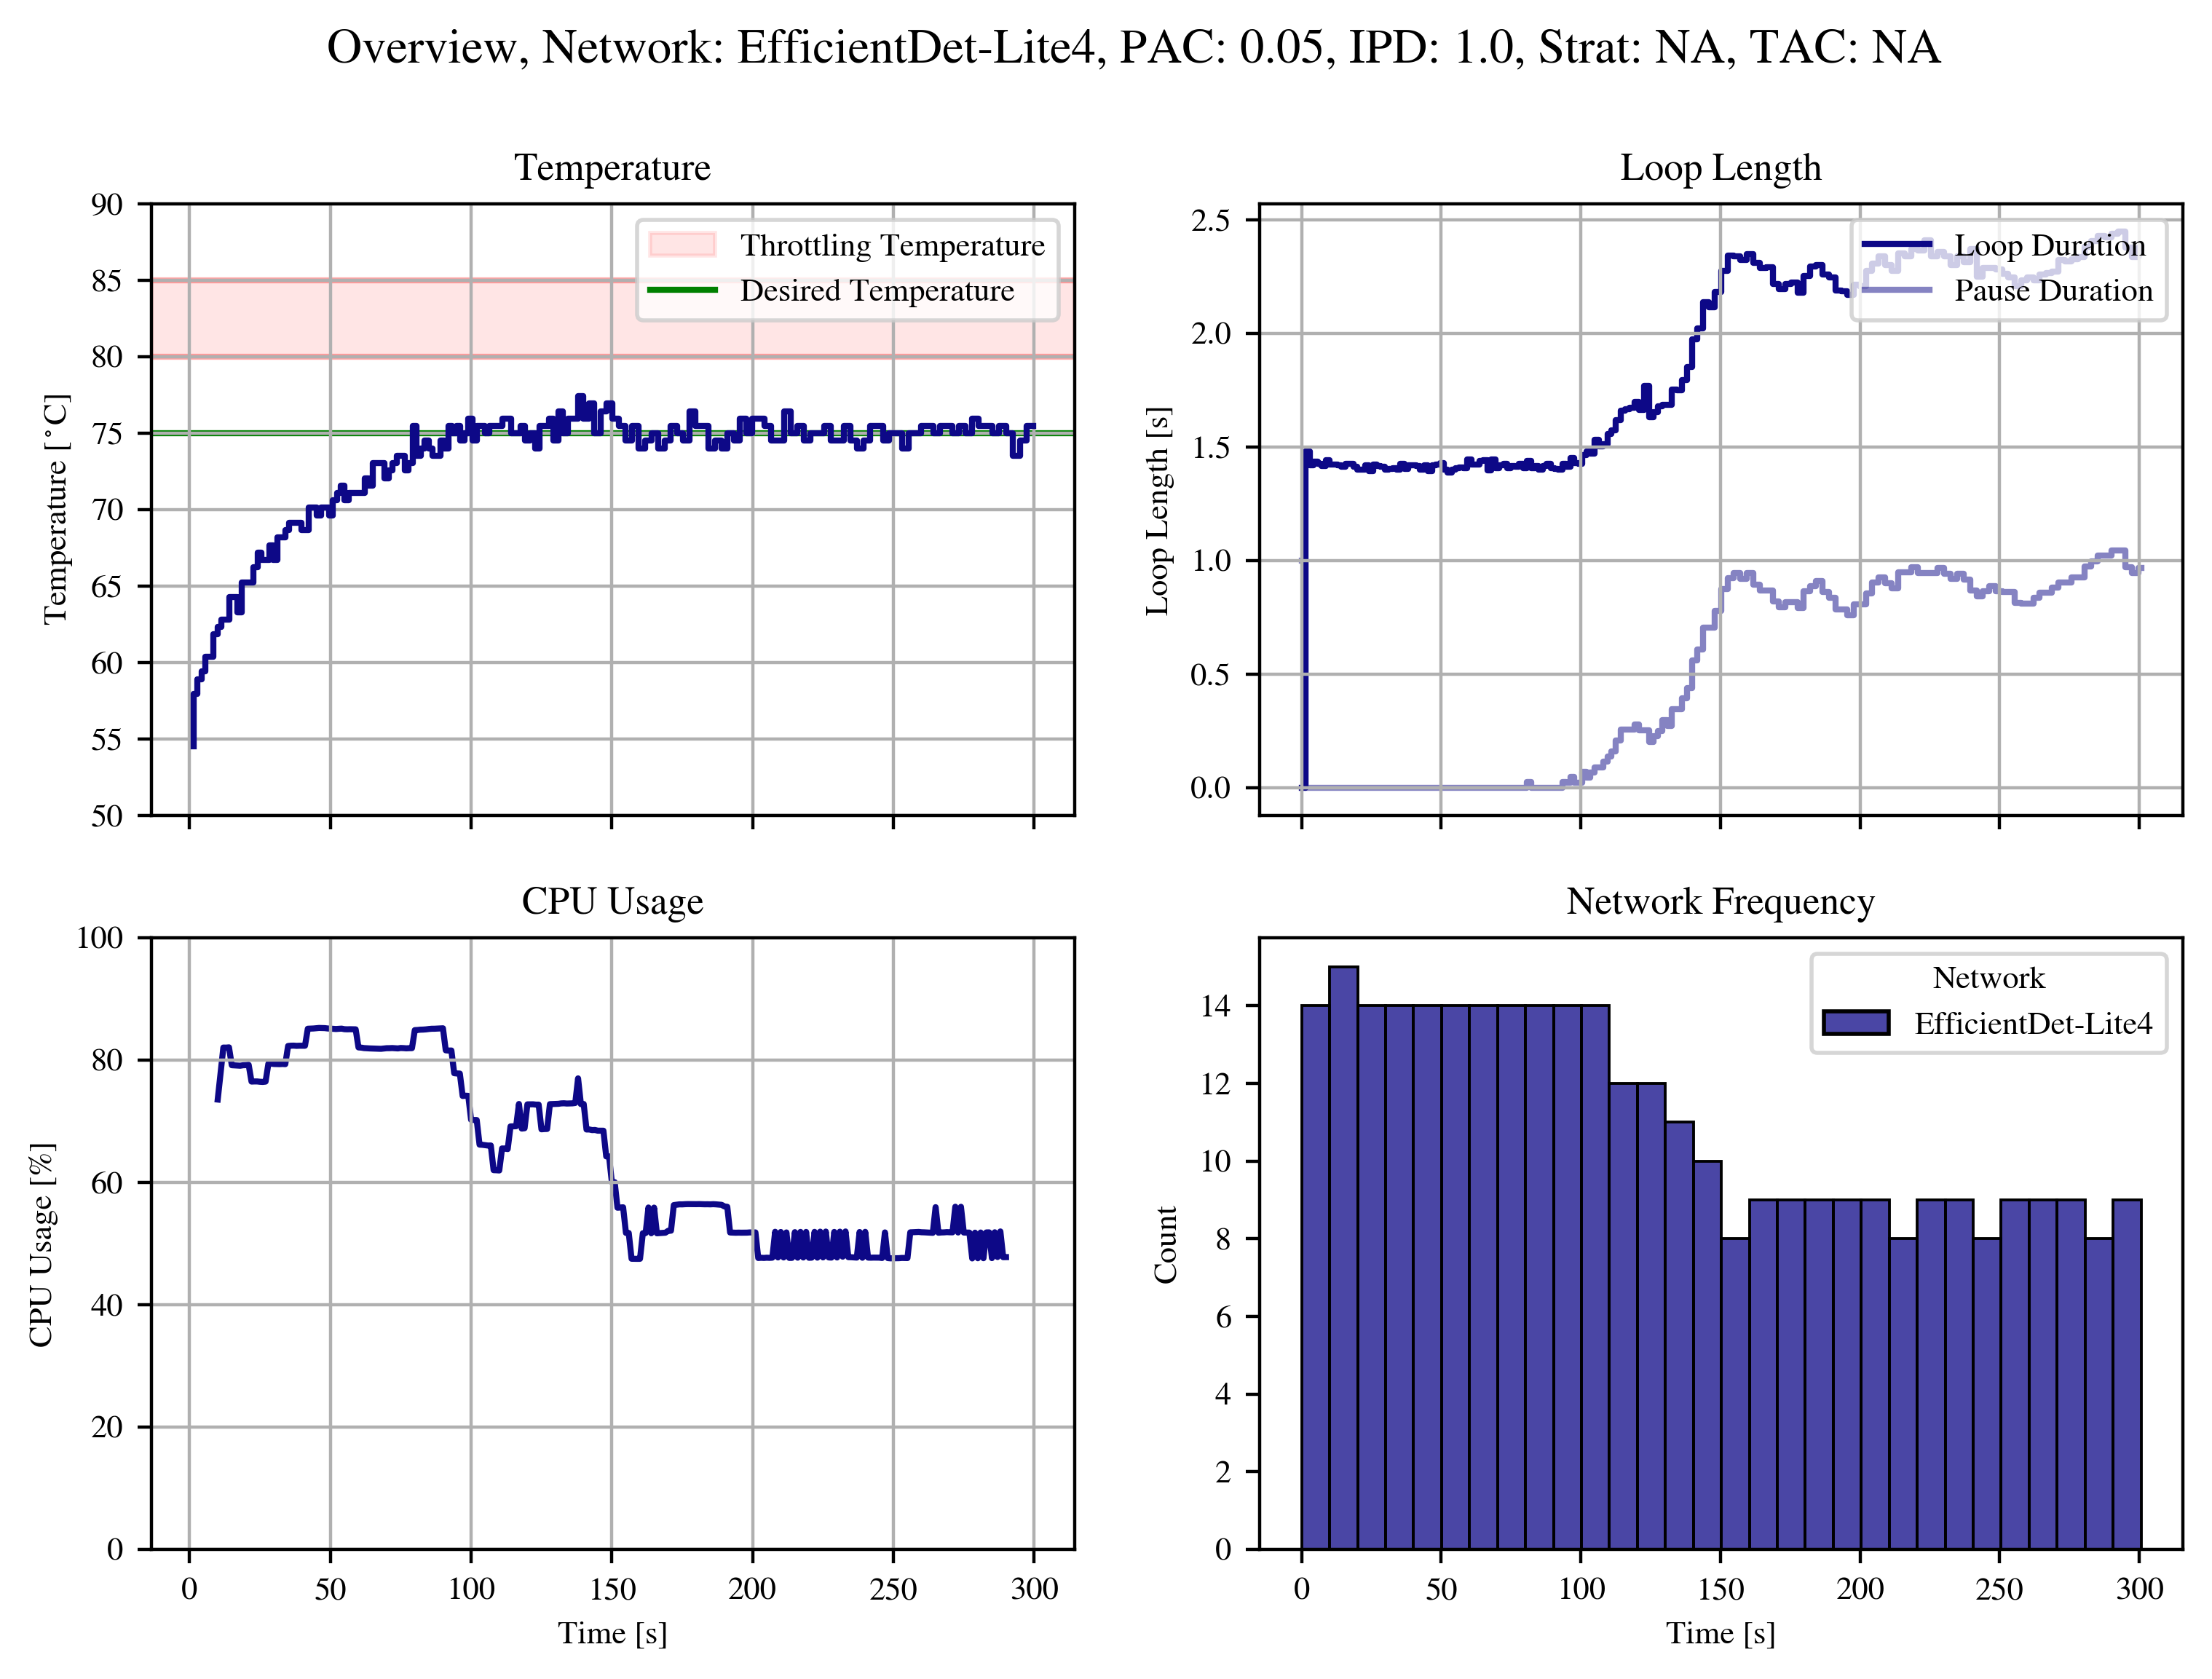 Overview, Network: EfficientDet-Lite4, PAC: 0.05, IPD: 1.0, Strat: NA, TAC: NA
Temperature
90
85
80
75
70
65
60
55
50
Temperature [°C]
Throttling Temperature
Desired Temperature
Loop Length
2.5
2.0
1.5
1.0
0.5
0.0
Loop Length [s]
Loop Duration
Pause Duration
CPU Usage
100
80
60
40
20
0
CPU Usage [%]
0 50 100 150 200 250 300
Time [s]
Network Frequency
14
12
10
8
6
4
2
0
Count
Network
EfficientDet-Lite4
0 50 100 150 200 250 300
Time [s]